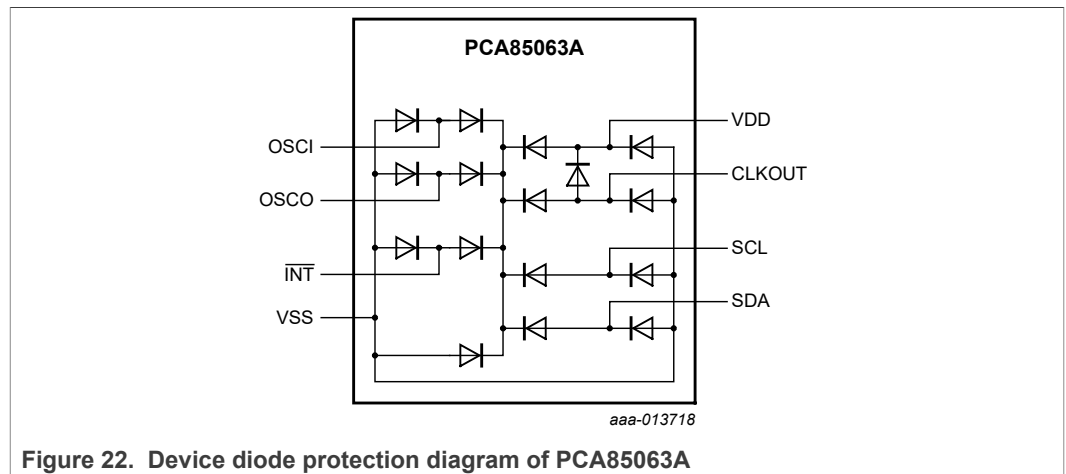 PCA85063A
OSCI
OSCO
INT
VSS
VDD
CLKOUT
SCL
SDA
aaa-013718
Figure 22. Device diode protection diagram of PCA85063A